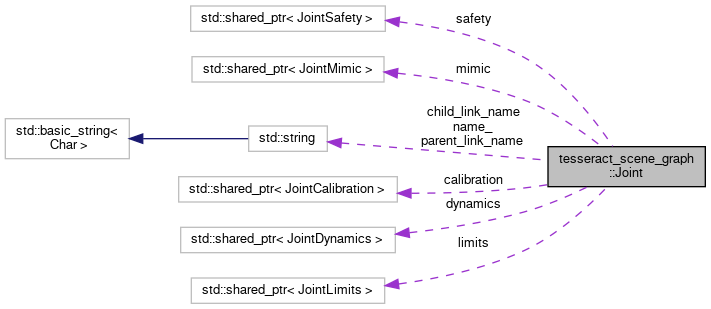 std::shared_ptr< JointSafety >
safety
std::shared_ptr< JointMimic >
mimic
child_link_name
name_
parent_link_name
std::basic_string<
Char >
std::string
tesseract_scene_graph
::Joint
std::shared_ptr< JointCalibration >
calibration
dynamics
std::shared_ptr< JointDynamics >
limits
std::shared_ptr< JointLimits >